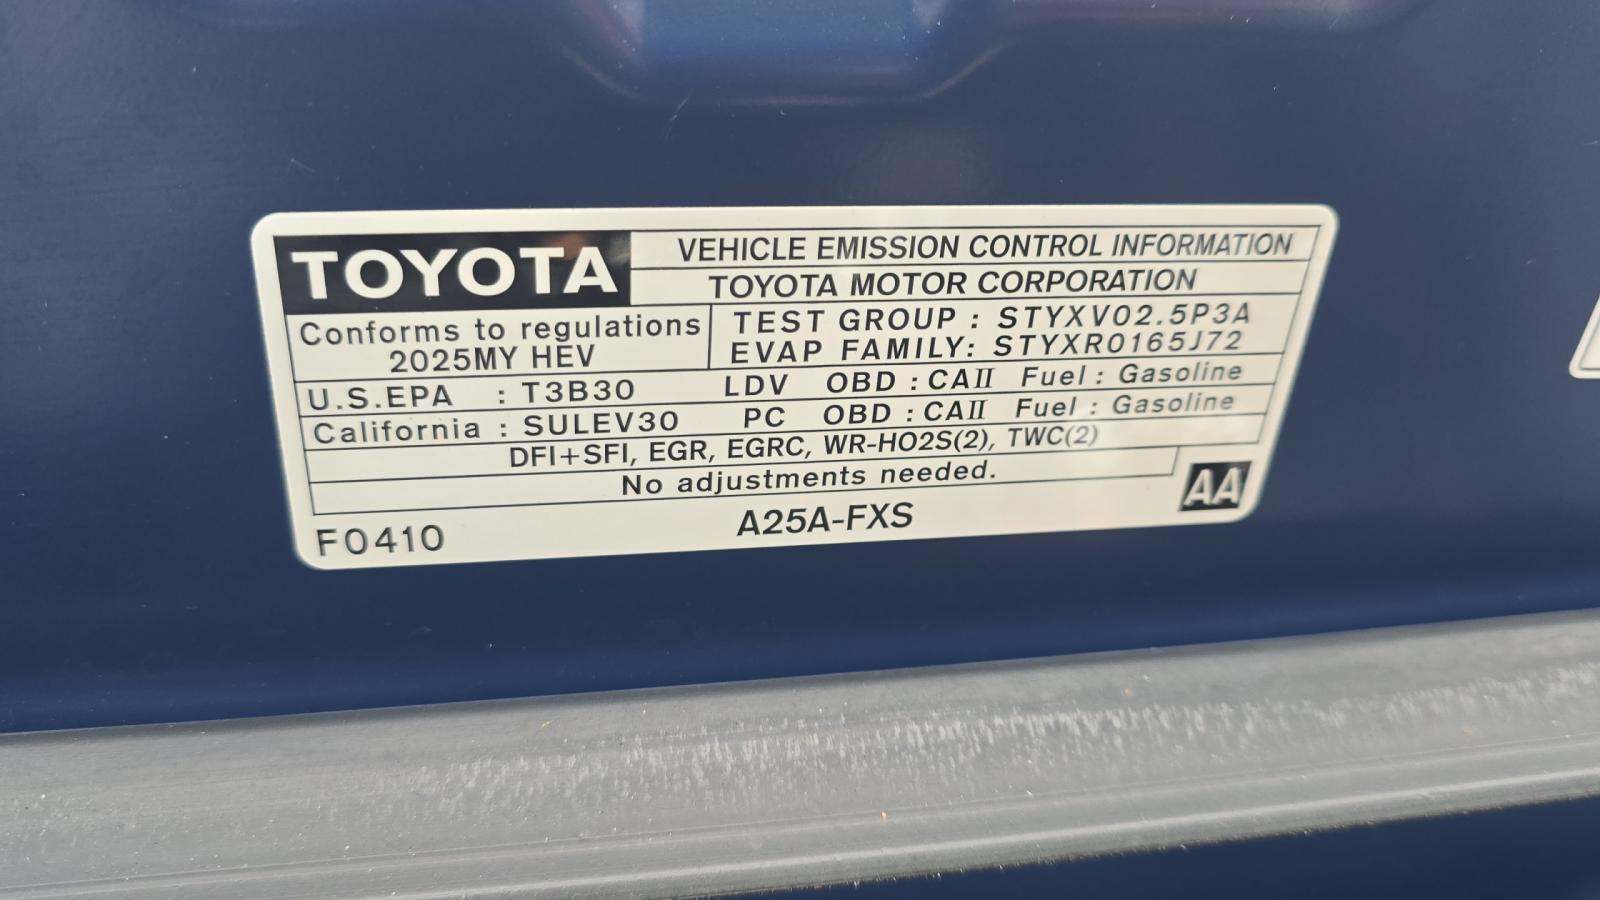 TOYOTA
VEHICLE EMISSION CONTROL INFORMATION
TOYOTA MOTOR CORPORATION
Conforms to regulations
2025MY HEV
TEST GROUP : STYXV02.5P3A
EVAP FAMILY: STYXR0165J72
U.S.EPA : T3B30 LDV OBD : CAII Fuel : Gasoline
California : SULEV30 PC OBD : CAII Fuel : Gasoline
DFI+SFI, EGR, EGRC, WR-HO2S(2), TWC(2)
No adjustments needed.
AA
F0410
A25A-FXS